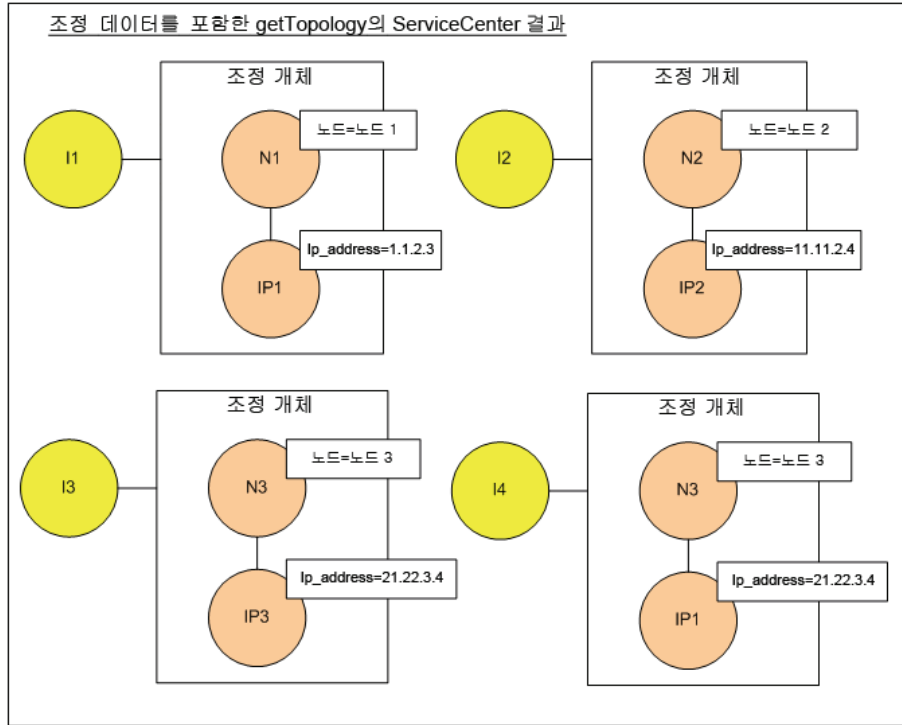 조정 데이터를 포함한 getTopology의 ServiceCenter 결과
조정 개체
I1
N1
노드=노드 1
Ip_address=1.1.2.3
IP1
조정 개체
I2
N2
노드=노드 2
Ip_address=11.11.2.4
IP2
조정 개체
I3
N3
노드=노드 3
Ip_address=21.22.3.4
IP3
조정 개체
I4
N3
노드=노드 3
Ip_address=21.22.3.4
IP1